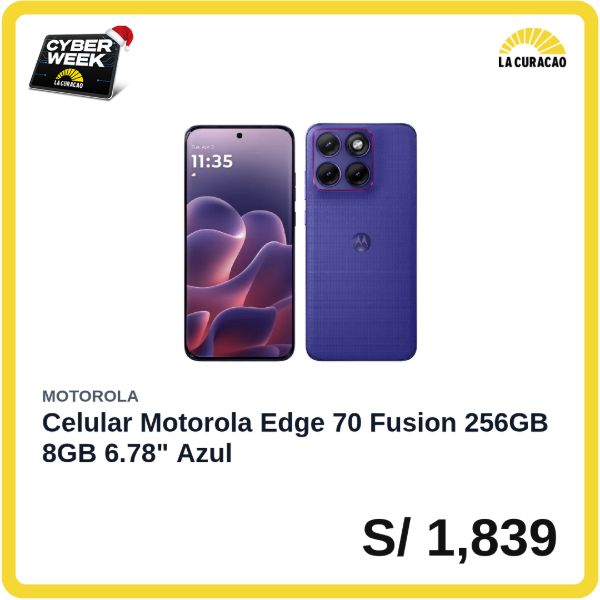 CYBER
WEEK
LA CURACAO
LA CURACAO
11:35
MOTOROLA
Celular Motorola Edge 70 Fusion 256GB
8GB 6.78" Azul
S/ 1,839